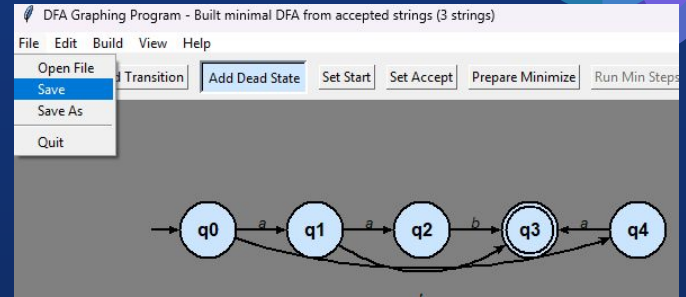 DFA Graphing Program - Built minimal DFA from accepted strings (3 strings)
File Edit Build View Help
Open File
Save
Save As
Quit
Transition Add Dead State Set Start Set Accept Prepare Minimize Run Min Steps
q0 a q1 a q2 b q3 a q4